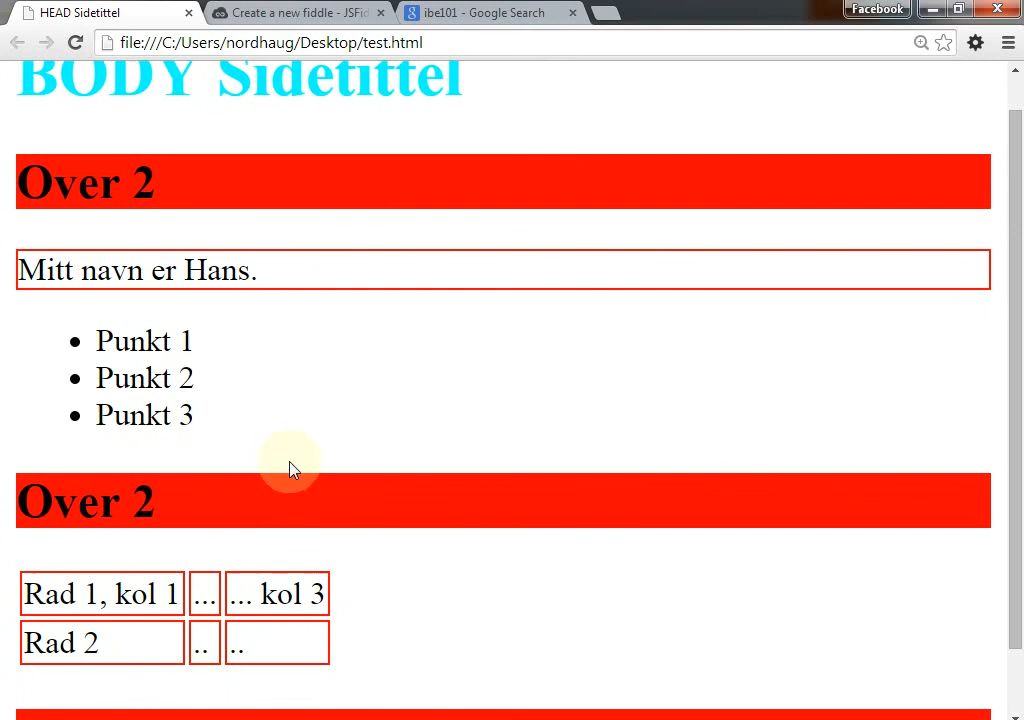 HEAD Sidetittel
Create a new fiddle - JSFid
ibe101 - Google Search
Facebook
file:///C:/Users/nordhaug/Desktop/test.html
BODY Sidetittel
Over 2
Mitt navn er Hans.
• Punkt 1
• Punkt 2
• Punkt 3
Over 2
Rad 1, kol 1 ... ... kol 3
Rad 2 .. ..